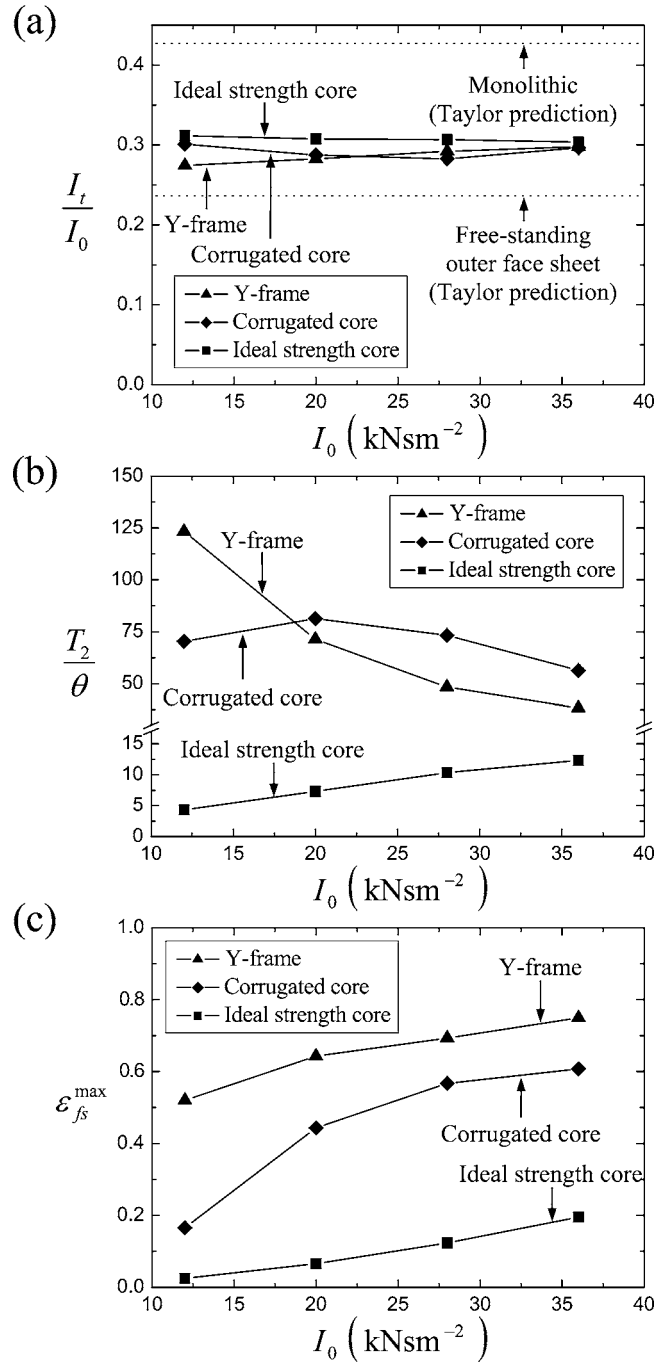 (a)
0.4
0.3
0.2
0.1
0.0
I_t / I_0
Monolithic
(Taylor prediction)
Ideal strength core
Y-frame
Corrugated core
Free-standing
outer face sheet
(Taylor prediction)
Y-frame
Corrugated core
Ideal strength core
10 15 20 25 30 35 40
I_0 ( kNsm⁻² )
(b)
150
125
100
75
50
15
10
5
0
T_2 / θ
Y-frame
Corrugated core
Ideal strength core
Y-frame
Corrugated core
Ideal strength core
10 15 20 25 30 35 40
I_0 ( kNsm⁻² )
(c)
1.0
0.8
0.6
0.4
0.2
0.0
ε_fs^max
Y-frame
Corrugated core
Ideal strength core
Y-frame
Corrugated core
Ideal strength core
10 15 20 25 30 35 40
I_0 ( kNsm⁻² )